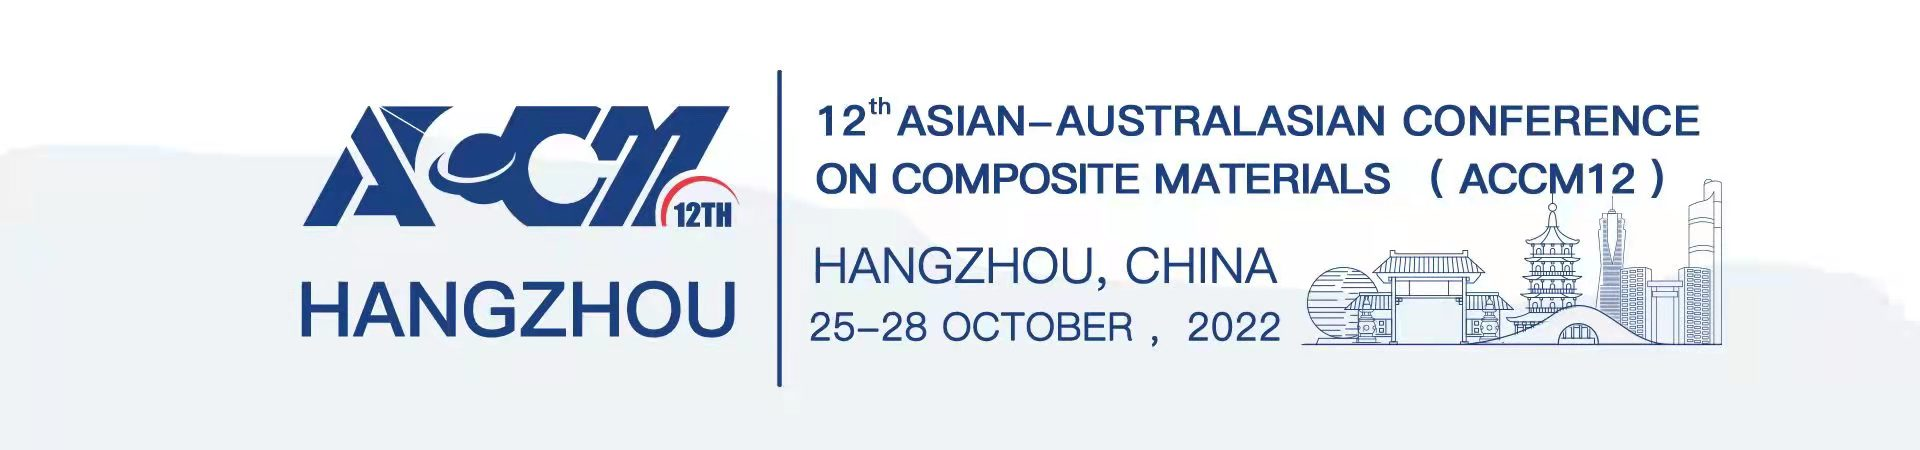 ACCM
12TH
HANGZHOU
12th ASIAN-AUSTRALASIAN CONFERENCE
ON COMPOSITE MATERIALS （ACCM12）
HANGZHOU, CHINA
25-28 OCTOBER , 2022